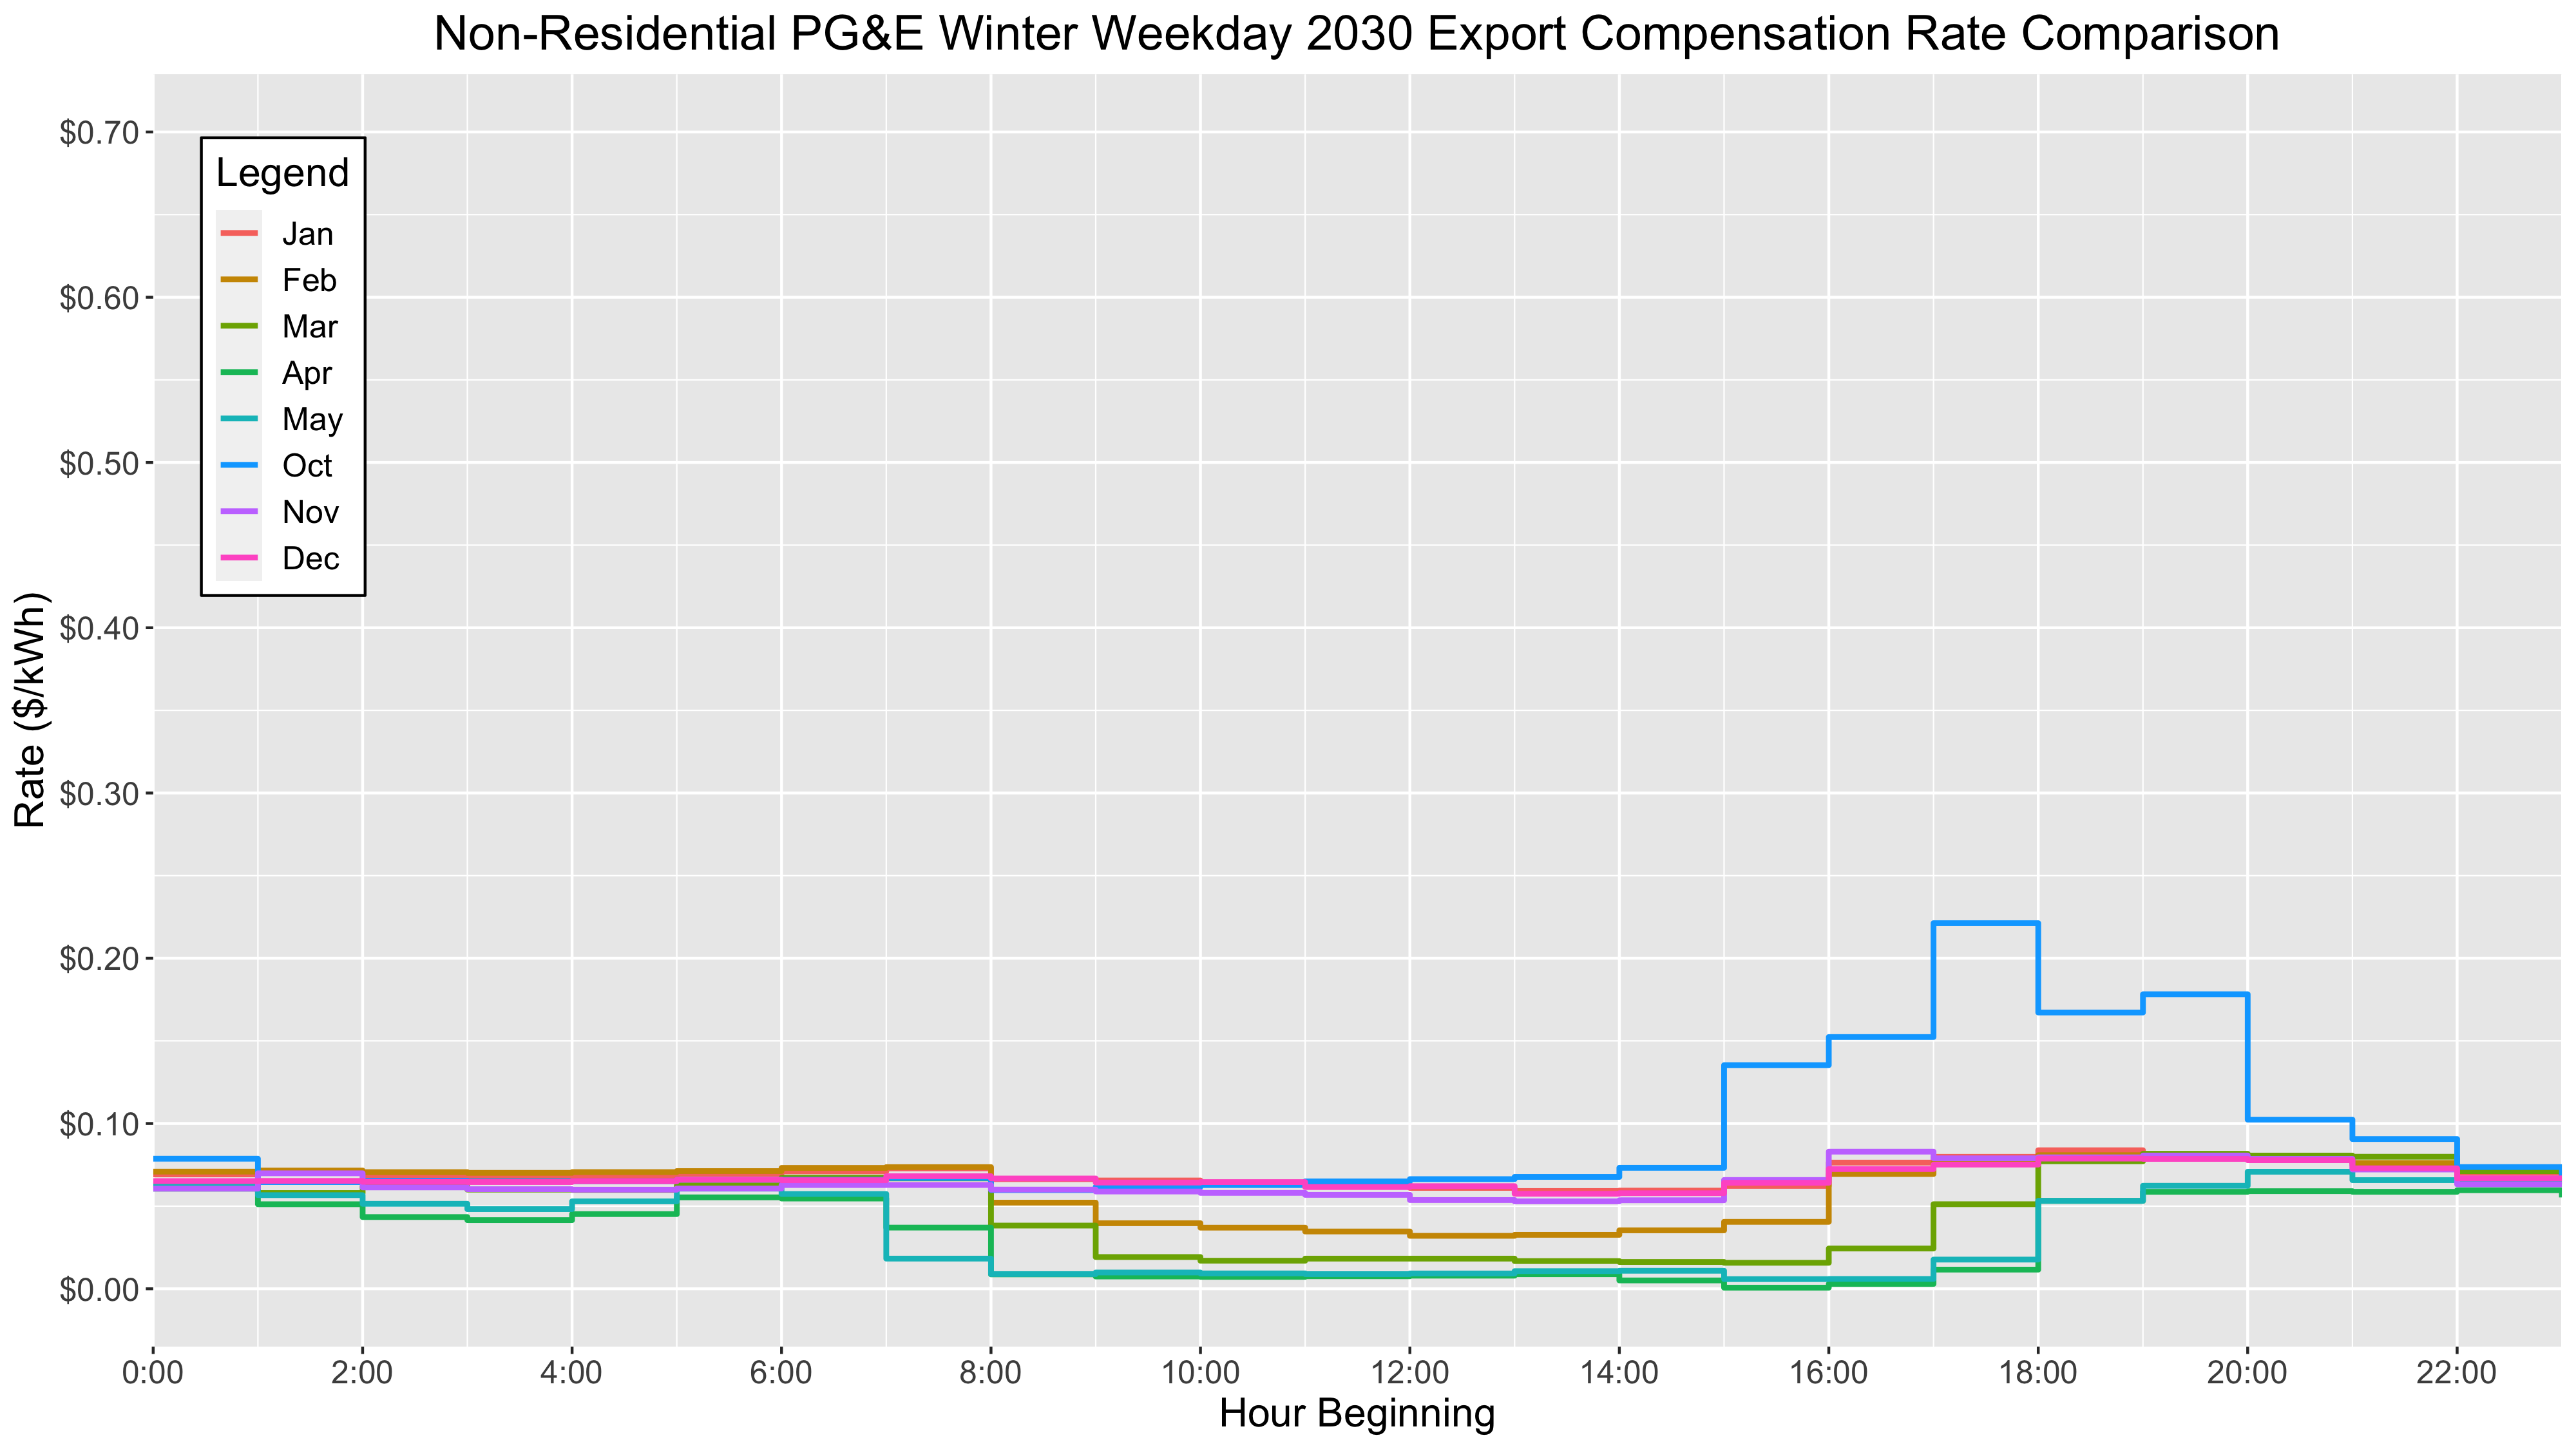 Non-Residential PG&E Winter Weekday 2030 Export Compensation Rate Comparison
$0.70
$0.60
$0.50
$0.40
$0.30
$0.20
$0.10
$0.00
Rate ($/kWh)
Legend
Jan
Feb
Mar
Apr
May
Oct
Nov
Dec
0:00 2:00 4:00 6:00 8:00 10:00 12:00 14:00 16:00 18:00 20:00 22:00
Hour Beginning